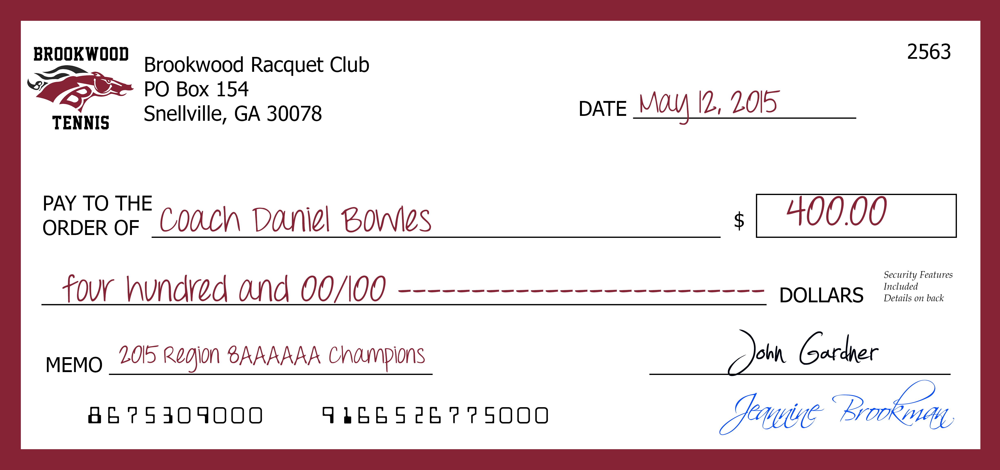 BROOKWOOD
TENNIS
Brookwood Racquet Club
PO Box 154
Snellville, GA 30078
2563
DATE May 12, 2015
PAY TO THE
ORDER OF Coach Daniel Bowles $ 400.00
four hundred and 00/100 ------------------------- DOLLARS
Security Features
Included
Details on back
MEMO 2015 Region 8AAAAAA Champions
John Gardner
Jeannine Brookman
8675309000 9166526775000